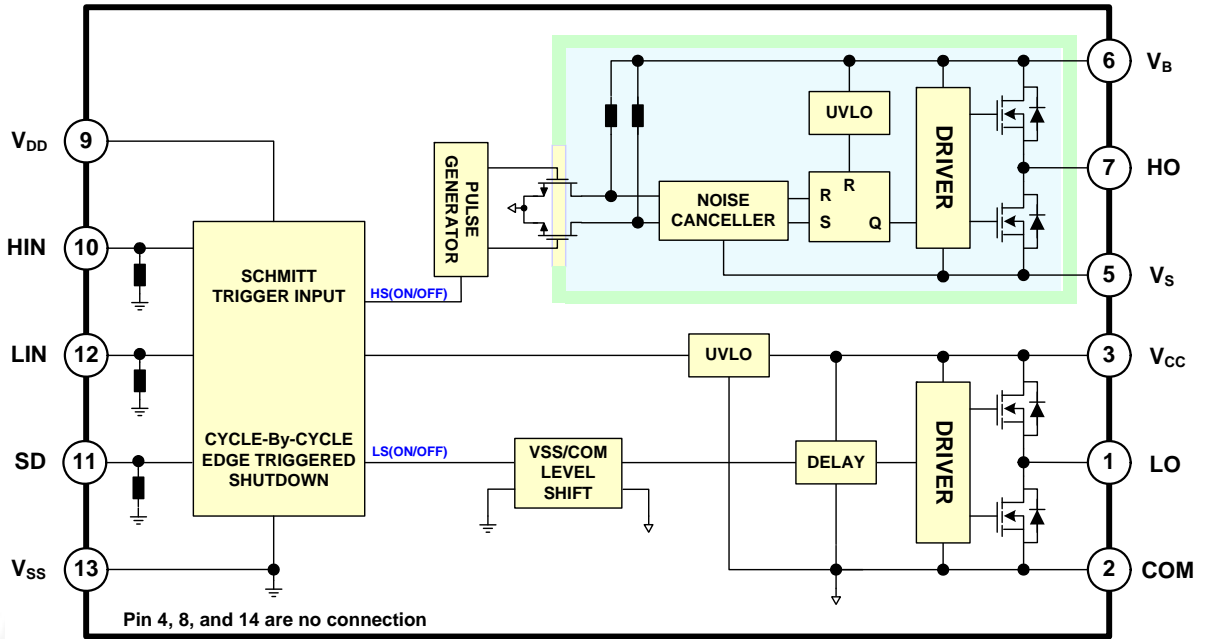 VDD
9
HIN
10
LIN
12
SD
11
VSS
13
SCHMITT
TRIGGER INPUT
CYCLE-By-CYCLE
EDGE TRIGGERED
SHUTDOWN
HS(ON/OFF)
LS(ON/OFF)
PULSE
GENERATOR
NOISE
CANCELLER
UVLO
R
R
S
Q
DRIVER
6
VB
7
HO
5
VS
UVLO
VSS/COM
LEVEL
SHIFT
DELAY
DRIVER
3
VCC
1
LO
2
COM
Pin 4, 8, and 14 are no connection